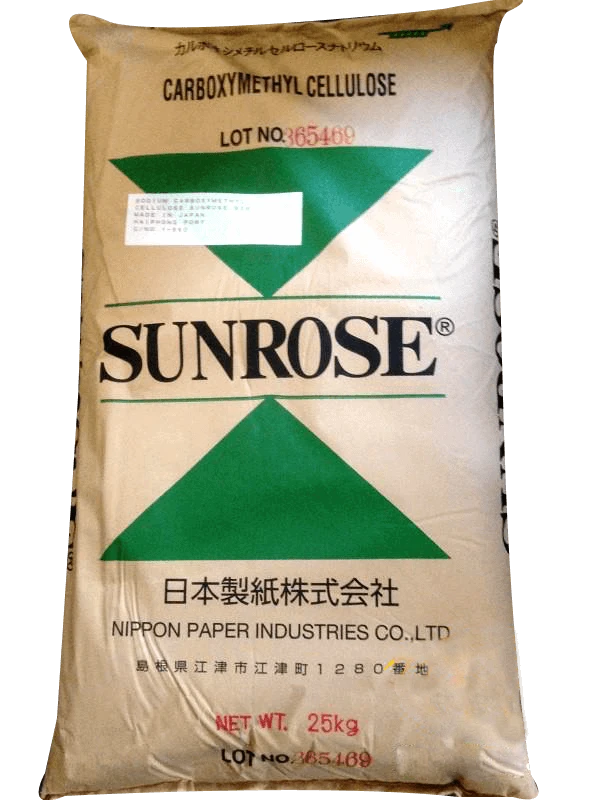 カルボキシメチルセルロースナトリウム
CARBOXYMETHYL CELLULOSE
LOT NO. 365469
SODIUM CARBOXYMETHYL
CELLULOSE SUNROSE
MADE IN JAPAN
HAIPHONG PORT
C/NO.
SUNROSE®
日本製紙株式会社
NIPPON PAPER INDUSTRIES CO.,LTD
島根県江津市江津町1280番地
NET WT. 25kg
LOT NO. 365469